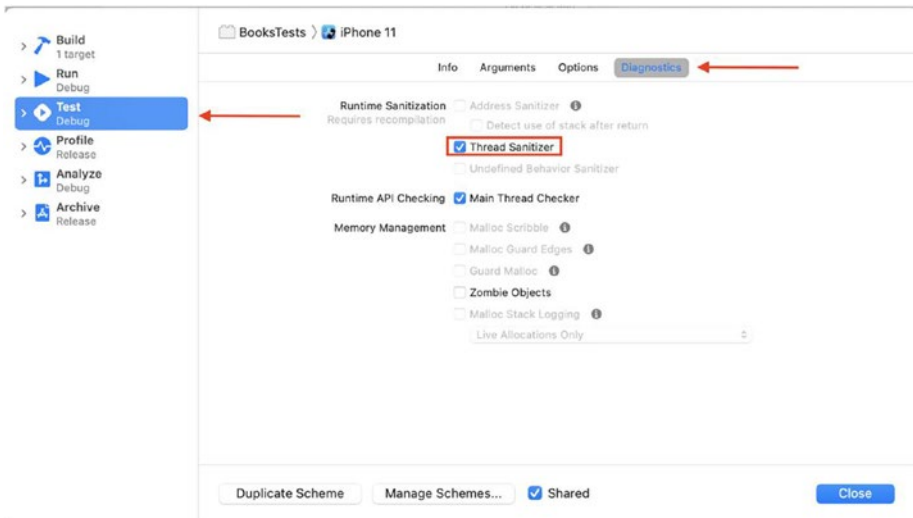 BooksTests 〉 iPhone 11
Build
1 target
Run
Debug
Test
Debug
Profile
Release
Analyze
Debug
Archive
Release
Info Arguments Options Diagnostics
Runtime Sanitization Address Sanitizer
Requires recompilation Detect use of stack after return
Thread Sanitizer
Undefined Behavior Sanitizer
Runtime API Checking Main Thread Checker
Memory Management Malloc Scribble
Malloc Guard Edges
Guard Malloc
Zombie Objects
Malloc Stack Logging
Live Allocations Only
Duplicate Scheme Manage Schemes... Shared Close